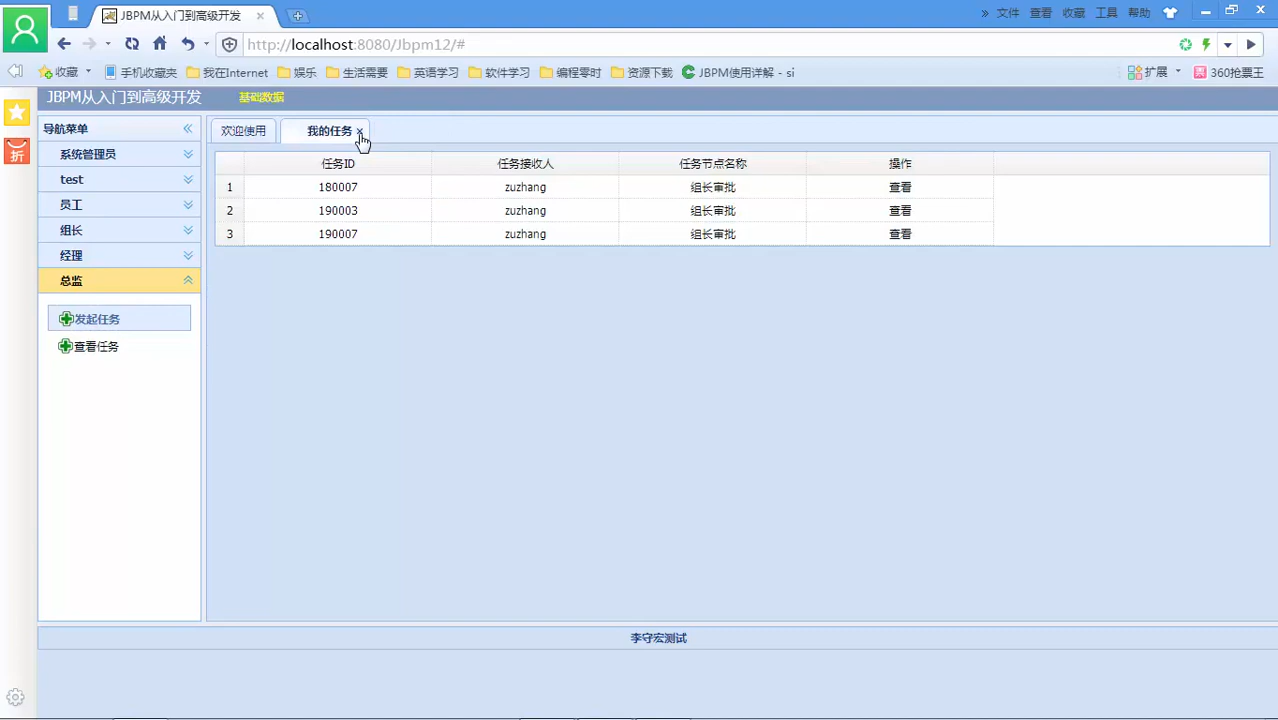 JBPM从入门到高级开发
» 文件 查看 收藏 工具 帮助
http://localhost:8080/Jbpm12/#
收藏 手机收藏夹 我在Internet 娱乐 生活需要 英语学习 软件学习 编程零时 资源下载 JBPM使用详解 - si 扩展 票 360抢票王
JBPM从入门到高级开发 基础数据
折
导航菜单
系统管理员
test
员工
组长
经理
总监
发起任务
查看任务
欢迎使用 我的任务
任务ID 任务接收人 任务节点名称 操作
1 180007 zuzhang 组长审批 查看
2 190003 zuzhang 组长审批 查看
3 190007 zuzhang 组长审批 查看
李守宏测试